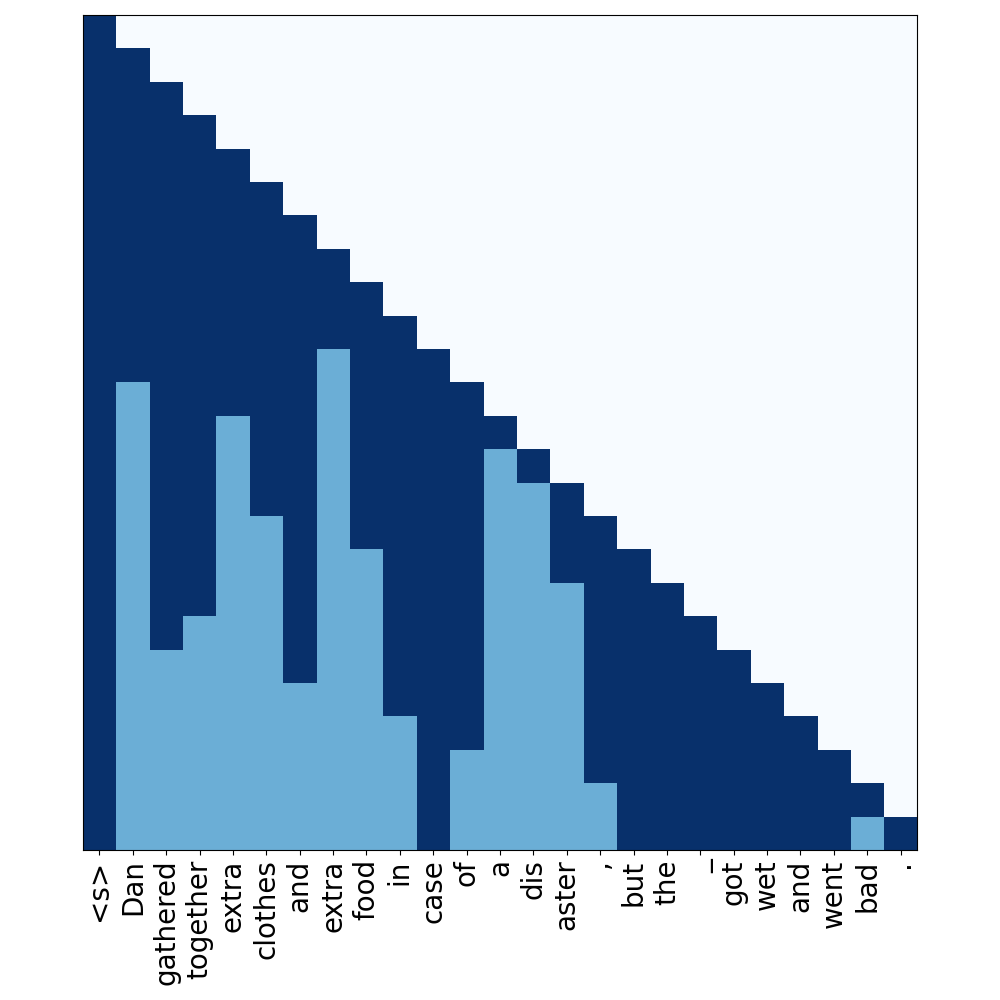 <s>
Dan
gathered
together
extra
clothes
and
extra
food
in
case
of
a
dis
aster
,
but
the
_
got
wet
and
went
bad
.